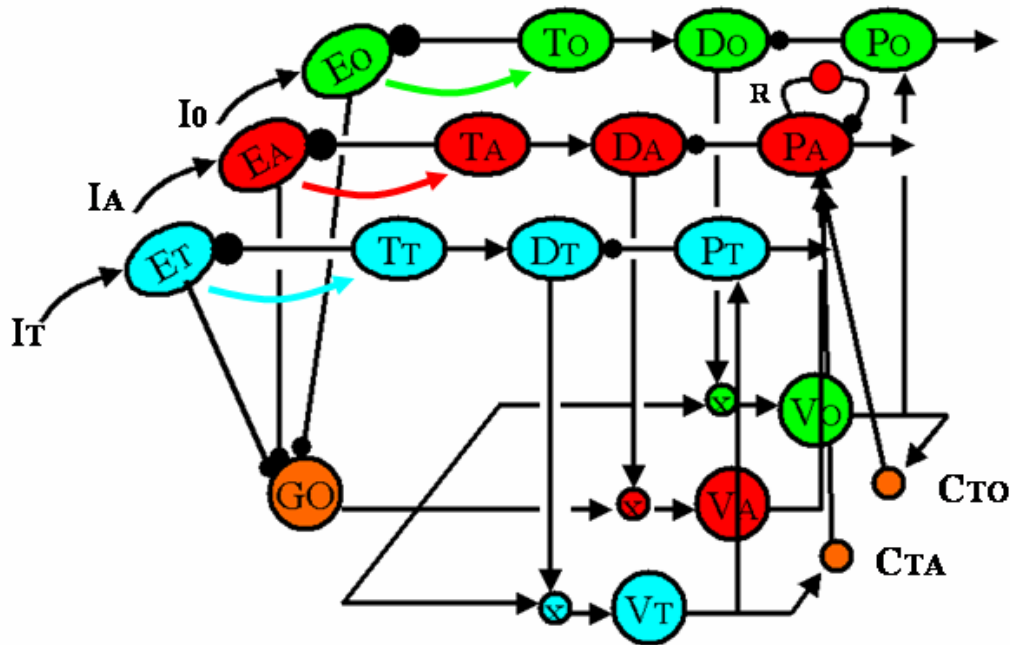 EO TO DO PO
IO R
EA TA DA PA
IA
ET TT DT PT
IT
x VO
GO x VA CTO
CTA
x VT